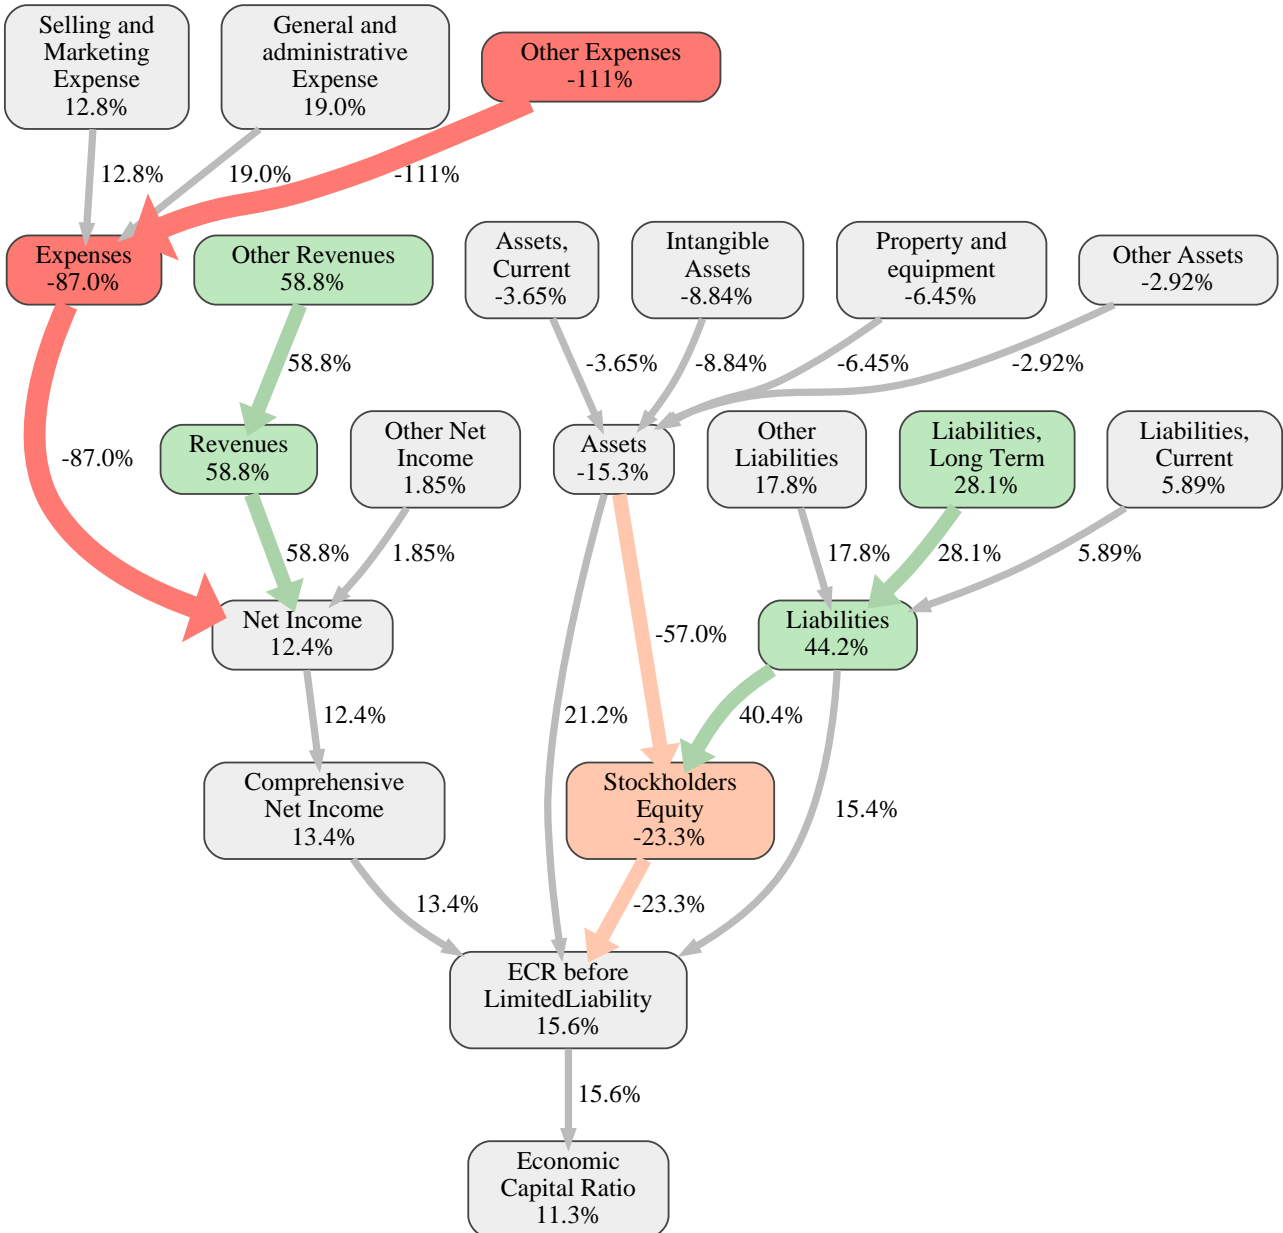 Selling and
Marketing
Expense
12.8%
General and
administrative
Expense
19.0%
Other Expenses
-111%
12.8%
19.0%
-111%
Expenses
-87.0%
Other Revenues
58.8%
Assets,
Current
-3.65%
Intangible
Assets
-8.84%
Property and
equipment
-6.45%
Other Assets
-2.92%
58.8%
-3.65%
-8.84%
-6.45%
-2.92%
-87.0%
Revenues
58.8%
Other Net
Income
1.85%
Assets
-15.3%
Other
Liabilities
17.8%
Liabilities,
Long Term
28.1%
Liabilities,
Current
5.89%
58.8%
1.85%
17.8%
28.1%
5.89%
Net Income
12.4%
-57.0%
Liabilities
44.2%
12.4%
21.2%
40.4%
Comprehensive
Net Income
13.4%
Stockholders
Equity
-23.3%
15.4%
13.4%
-23.3%
ECR before
LimitedLiability
15.6%
15.6%
Economic
Capital Ratio
11.3%